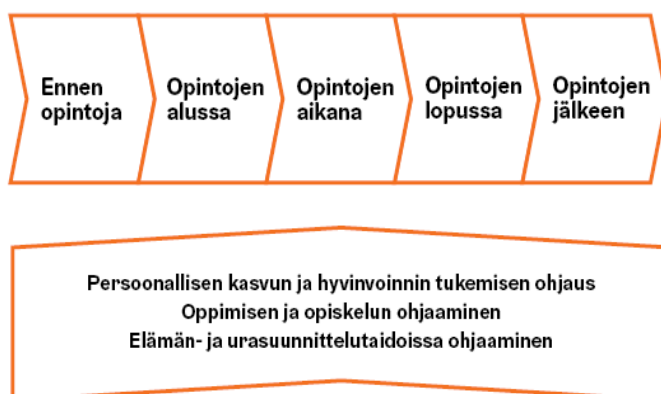 Ennen
opintoja
Opintojen
alussa
Opintojen
aikana
Opintojen
lopussa
Opintojen
jälkeen
Persoonallisen kasvun ja hyvinvoinnin tukemisen ohjaus
Oppimisen ja opiskelun ohjaaminen
Elämän- ja urasuunnittelutaidoissa ohjaaminen